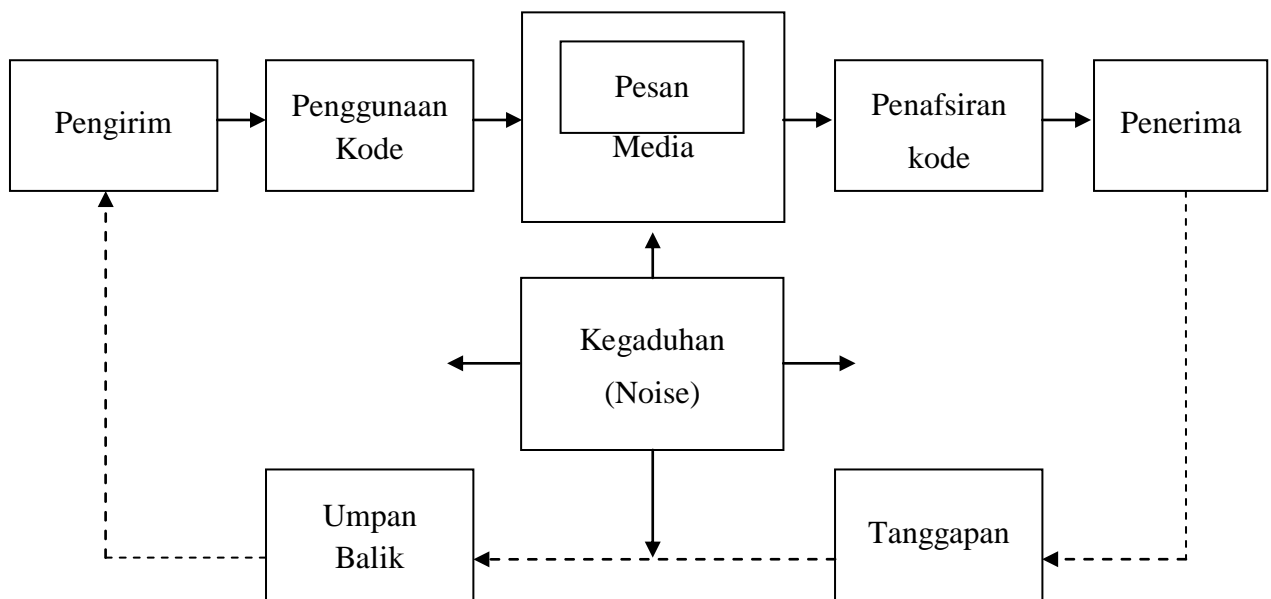 Pengirim
Penggunaan
Kode
Pesan
Media
Penafsiran
kode
Penerima
Kegaduhan
(Noise)
Umpan
Balik
Tanggapan